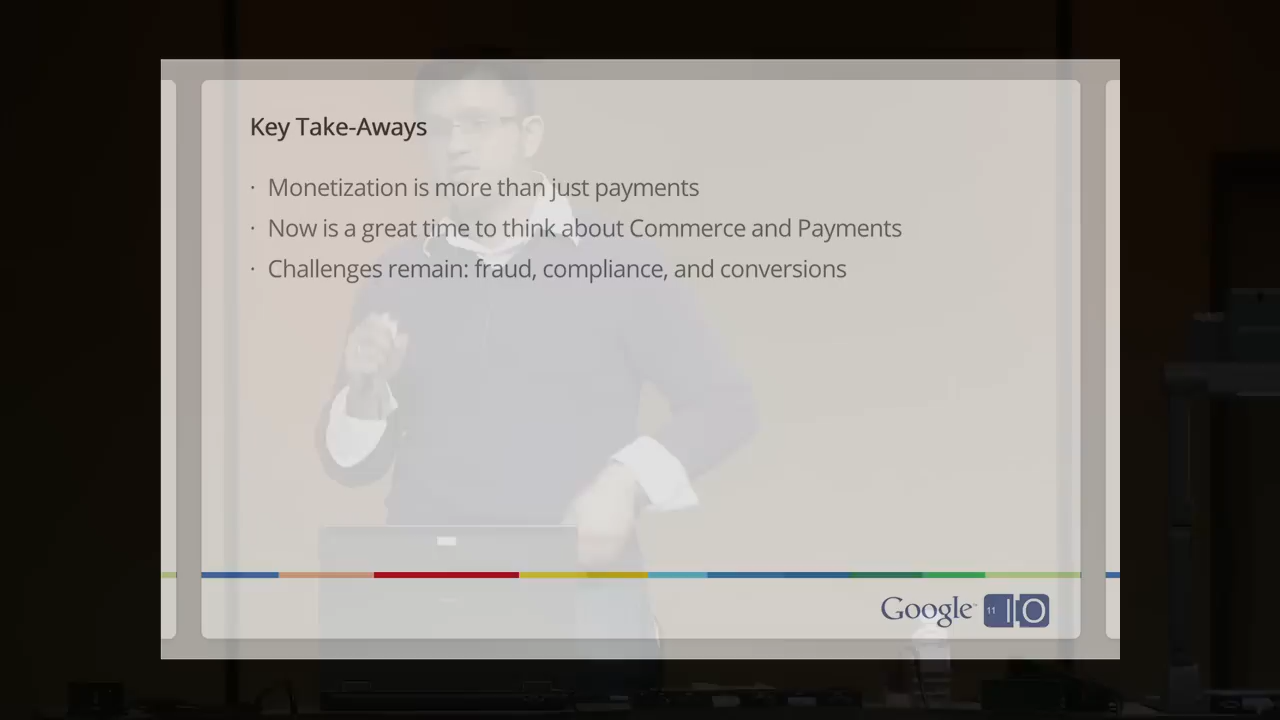 Key Take-Aways
· Monetization is more than just payments
· Now is a great time to think about Commerce and Payments
· Challenges remain: fraud, compliance, and conversions
Google™ 11 IO